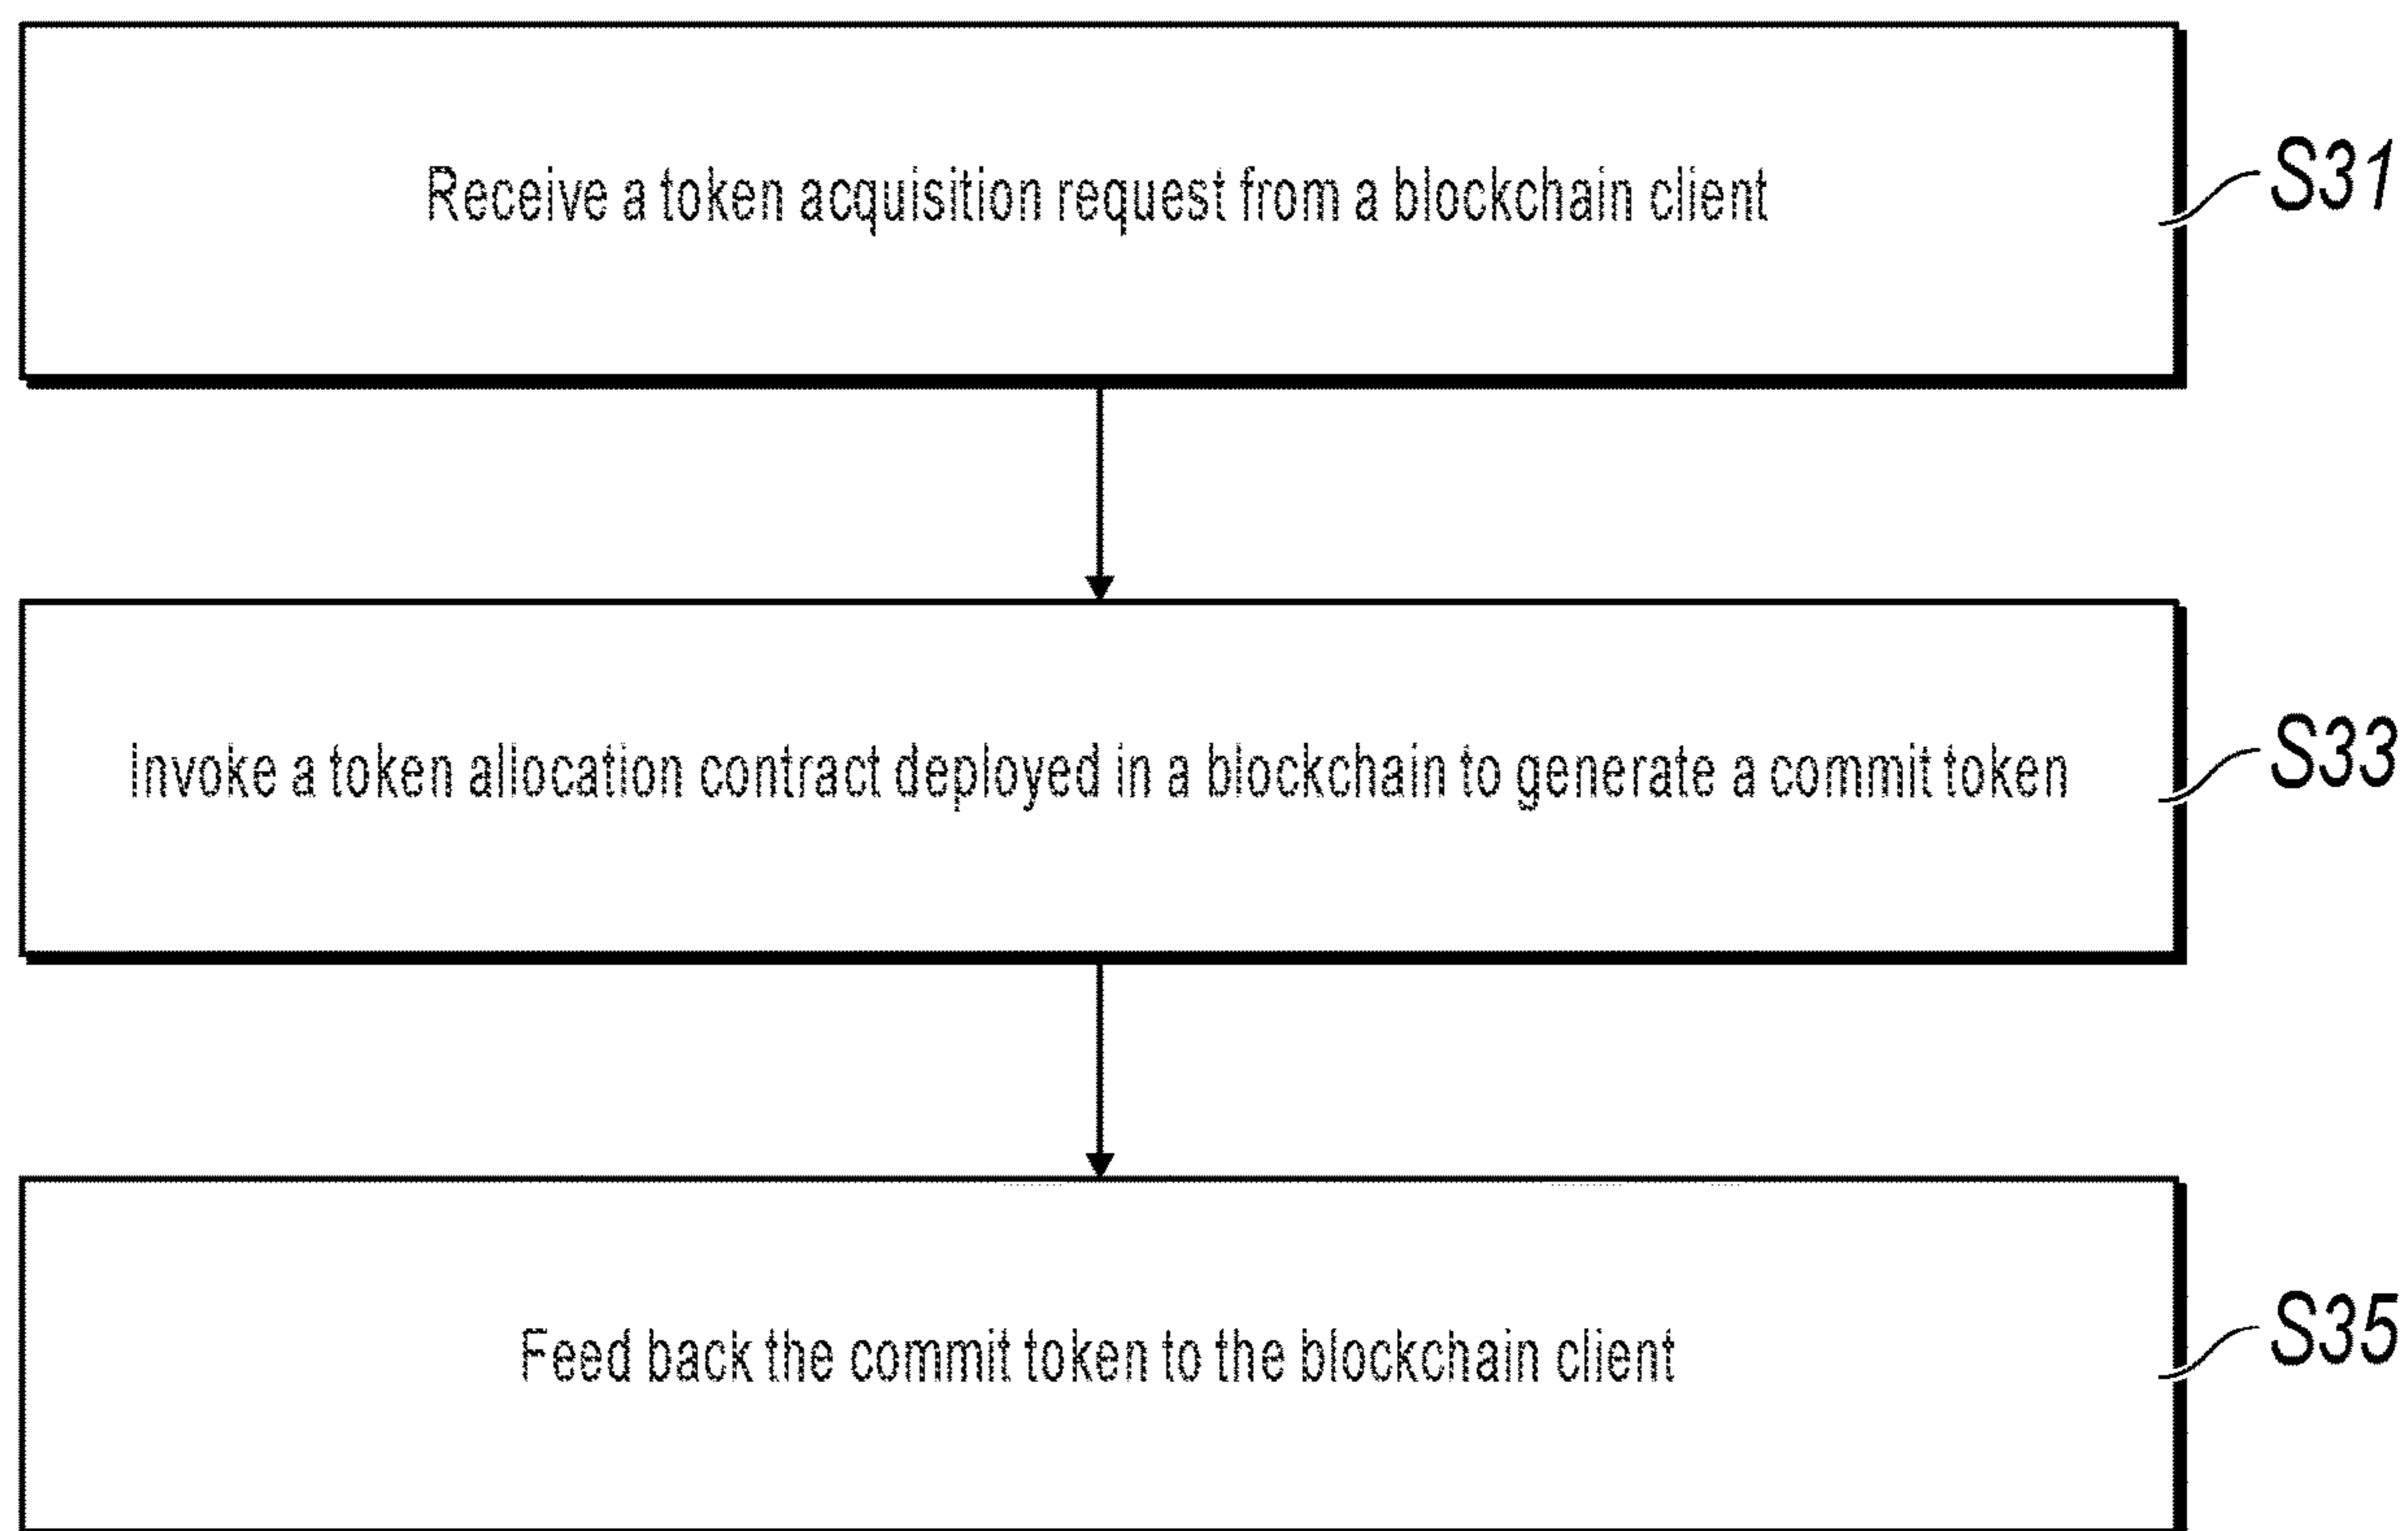 Receive a token acquisition request from a blockchain client
S31
Invoke a token allocation contract deployed in a blockchain to generate a commit token
S33
Feed back the commit token to the blockchain client
S35